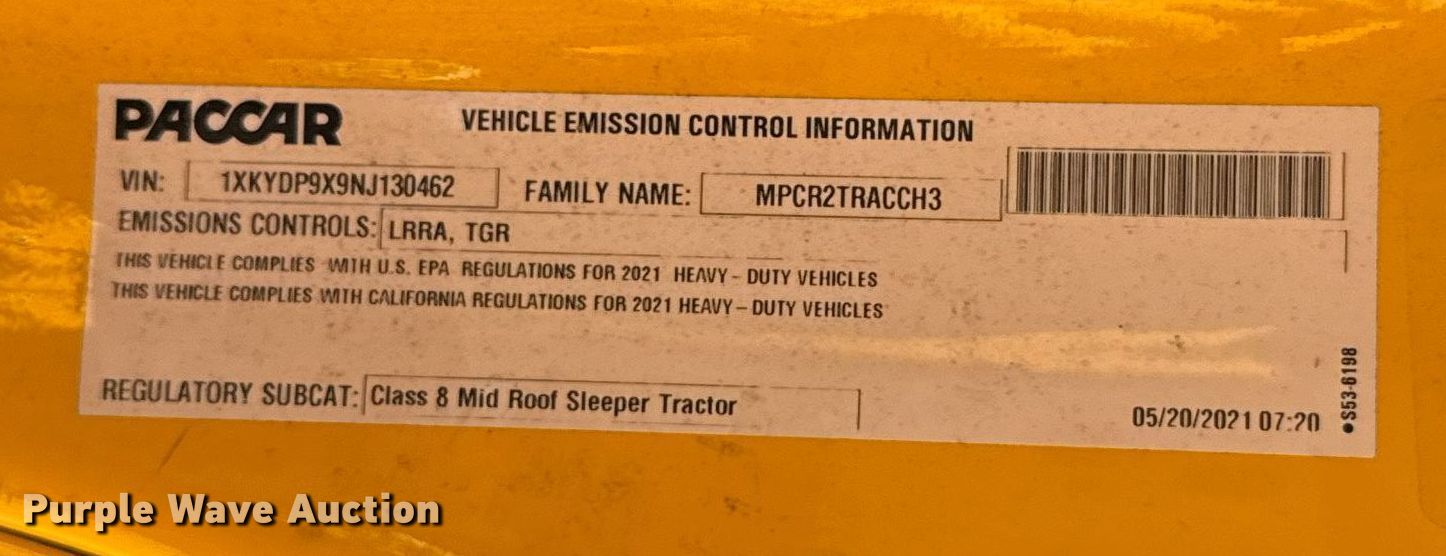 PACCAR VEHICLE EMISSION CONTROL INFORMATION
VIN: 1XKYDP9X9NJ130462 FAMILY NAME: MPCR2TRACCH3
EMISSIONS CONTROLS: LRRA, TGR
THIS VEHICLE COMPLIES WITH U.S. EPA REGULATIONS FOR 2021 HEAVY - DUTY VEHICLES
THIS VEHICLE COMPLIES WITH CALIFORNIA REGULATIONS FOR 2021 HEAVY - DUTY VEHICLES
REGULATORY SUBCAT: Class 8 Mid Roof Sleeper Tractor
05/20/2021 07:20
●S53-6198
Purple Wave Auction